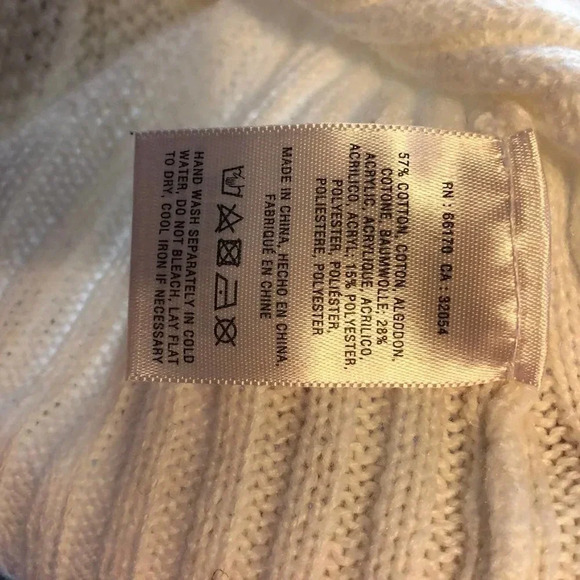 RN : 66170 CA : 32054
57% COTTON, COTON, ALGODON,
COTONE, BAUMWOLLE; 28%
ACRYLIC, ACRYLIQUE, ACRILICO,
ACRILICO, ACRYL; 15% POLYESTER,
POLYESTER, POLIESTER,
POLIESTERE, POLYESTER
MADE IN CHINA, HECHO EN CHINA,
FABRIQUÉ EN CHINE
HAND WASH SEPARATELY IN COLD
WATER, DO NOT BLEACH, LAY FLAT
TO DRY, COOL IRON IF NECESSARY